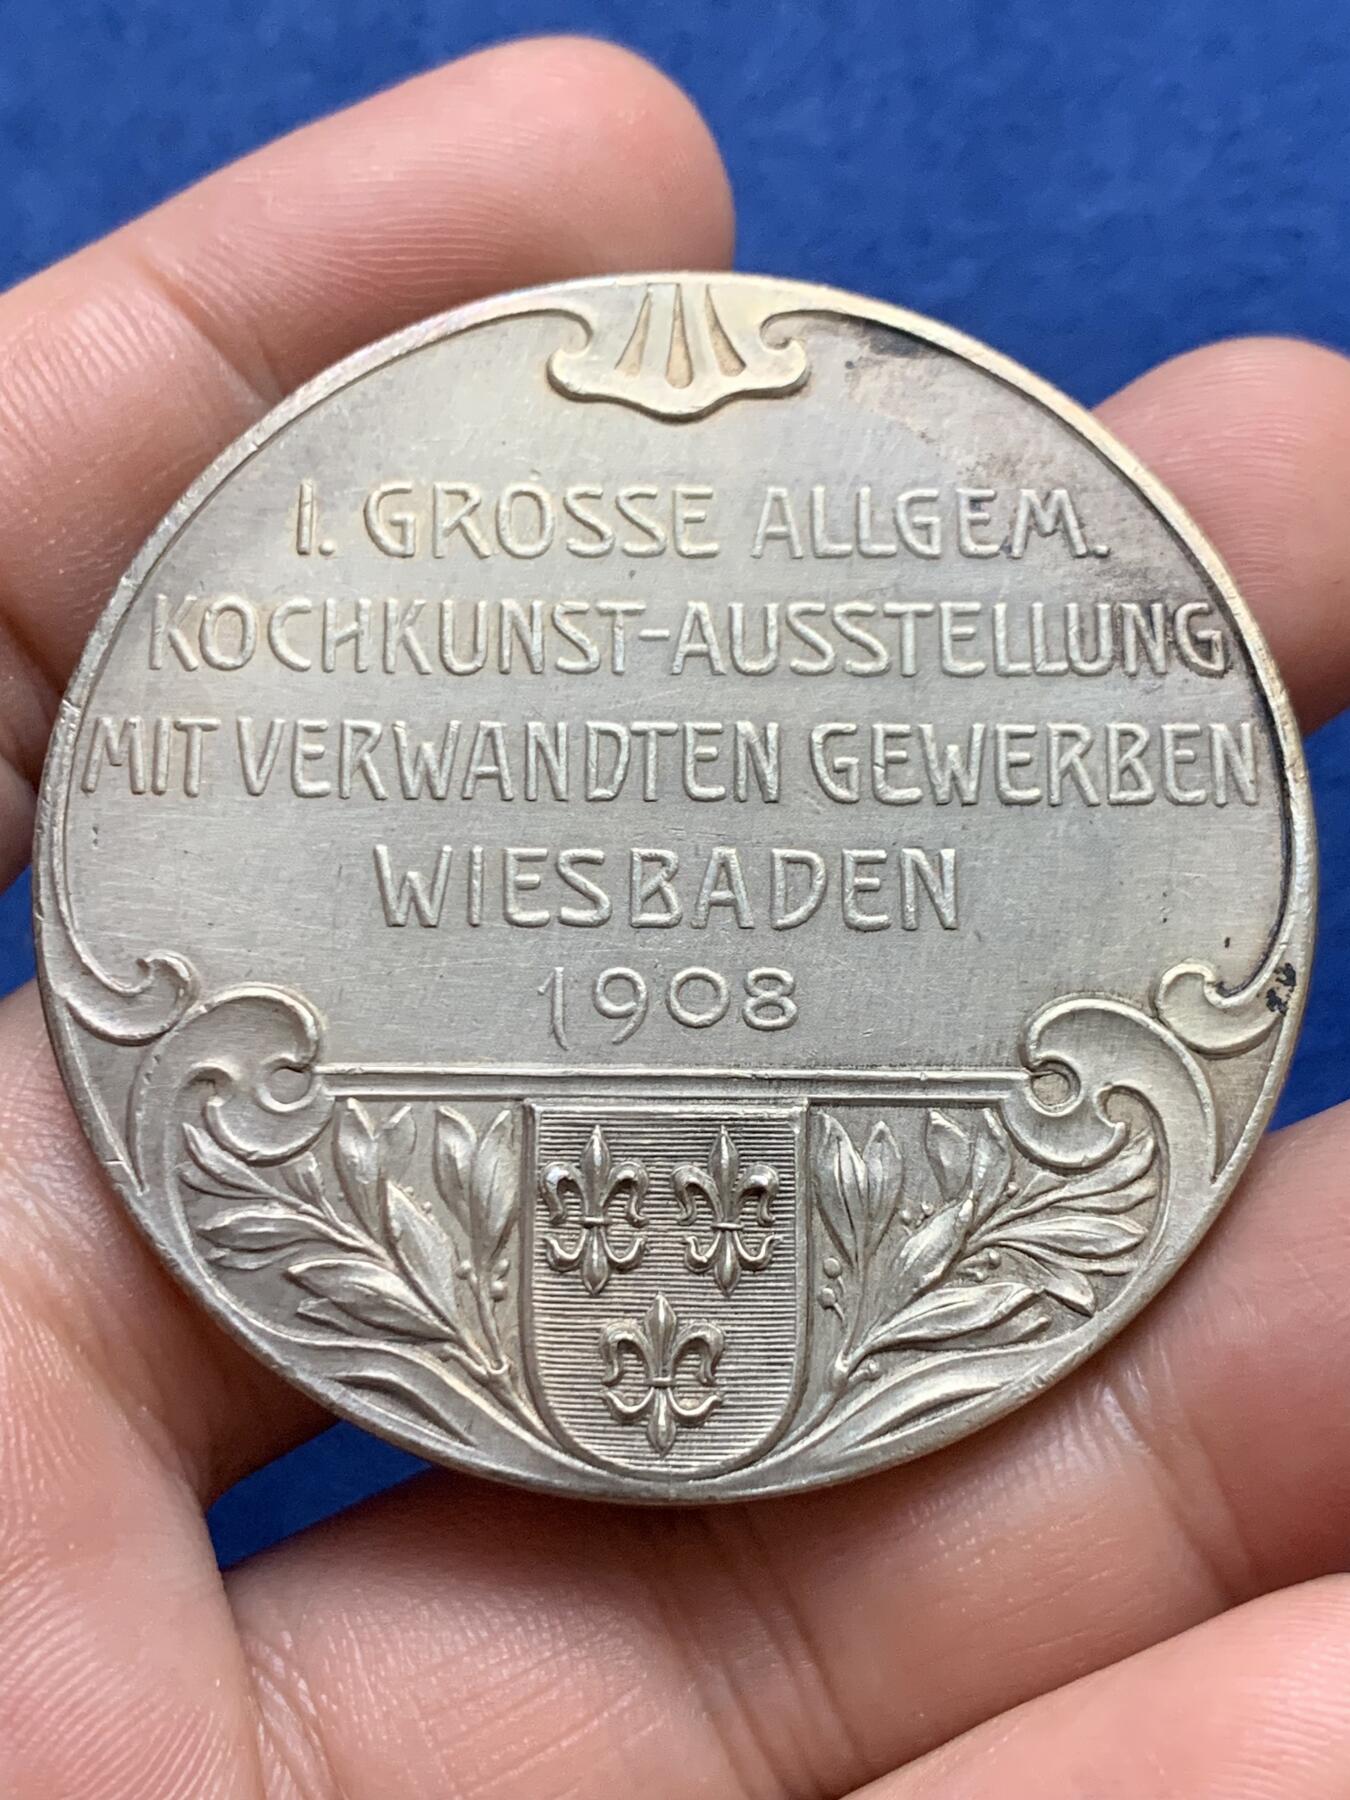 I. GROSSE ALLGEM.
KOCHKUNST-AUSSTELLUNG
MIT VERWANDTEN GEWERBEN
WIESBADEN
1908